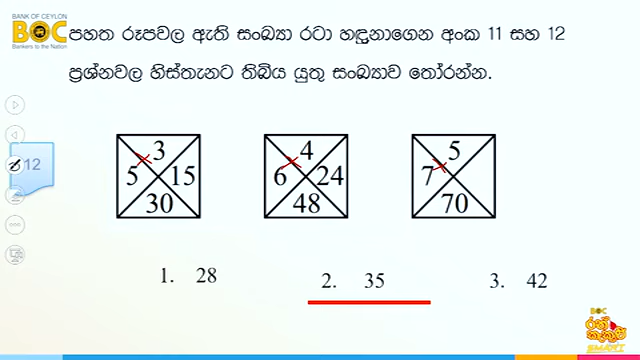 BANK OF CEYLON
BOC
Bankers to the Nation
පහත රූපවල ඇති සංඛ්‍යා රටා හඳුනාගෙන අංක 11 සහ 12
ප්‍රශ්නවල හිස්තැනට තිබිය යුතු සංඛ්‍යාව තෝරන්න.
12
3
5 15
30
4
6 24
48
5
7
70
1. 28
2. 35
3. 42
BOC